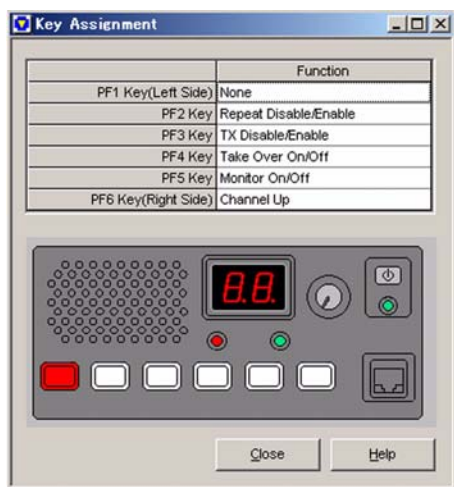 Key Assignment
Function
PF1 Key(Left Side) None
PF2 Key Repeat Disable/Enable
PF3 Key TX Disable/Enable
PF4 Key Take Over On/Off
PF5 Key Monitor On/Off
PF6 Key(Right Side) Channel Up
8.8.
Close Help